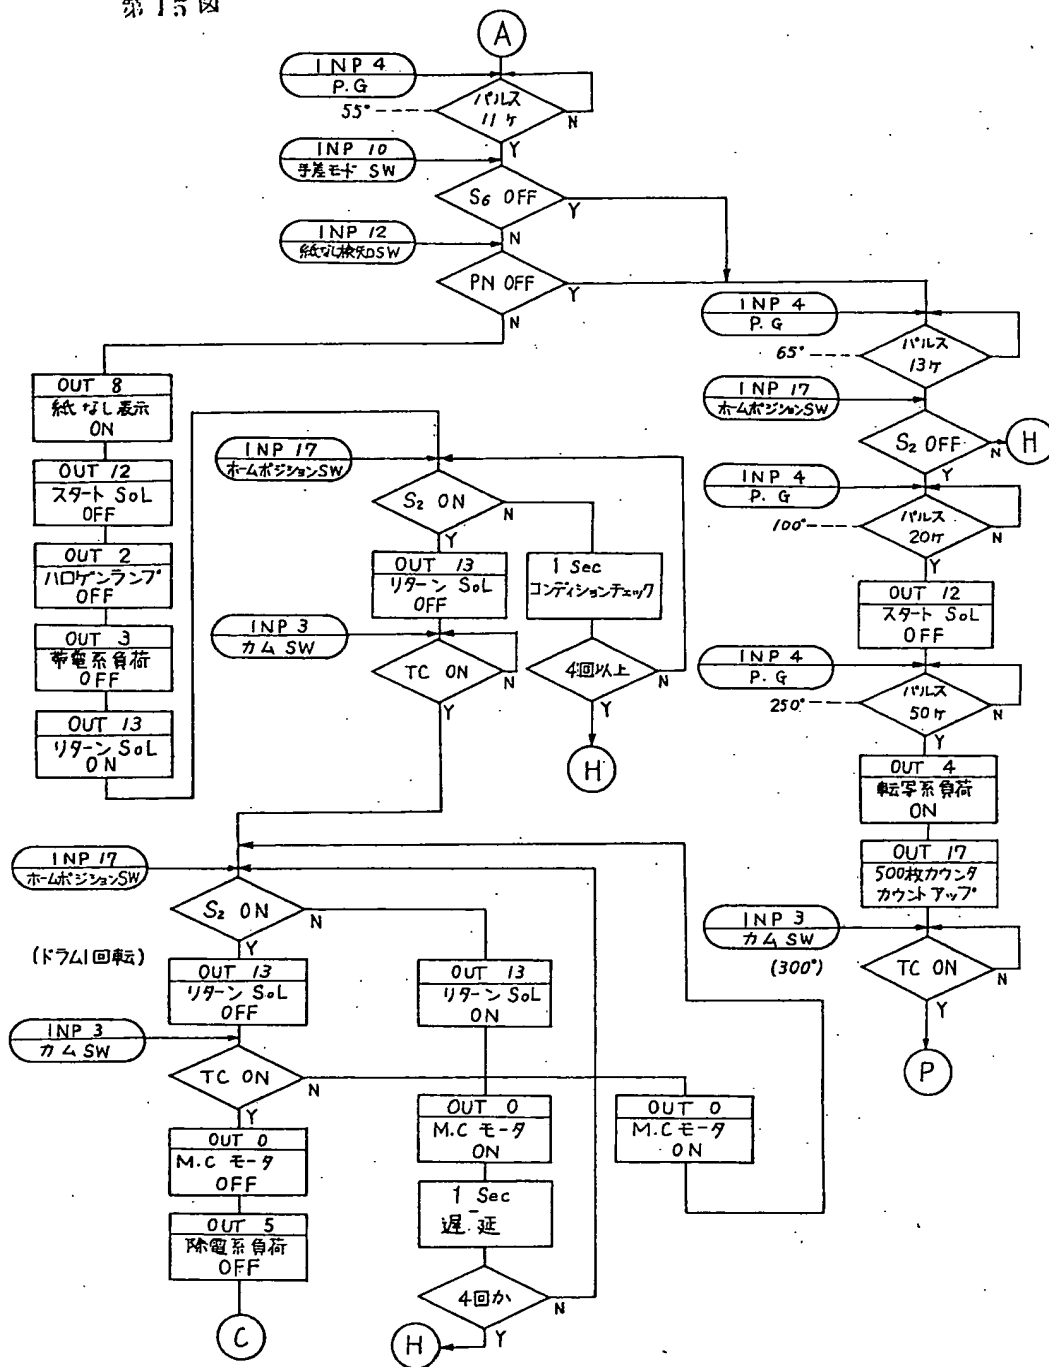 第15図
A
INP 4
P.G
55°
パルス
11ケ
N
Y
INP 10
手差モード SW
S6 OFF
Y
N
INP 12
紙なし検知SW
PN OFF
Y
N
INP 4
P.G
65°
パルス
13ケ
INP 17
ホームポジションSW
S2 OFF
N
H
Y
INP 4
P.G
100°
パルス
20ケ
N
Y
OUT 12
スタート SoL
OFF
INP 4
P.G
250°
パルス
50ケ
N
Y
OUT 4
転写系負荷
ON
OUT 17
500枚カウンタ
カウントアップ
INP 3
カム SW
(300°)
TC ON
N
Y
P
OUT 8
紙なし表示
ON
OUT 12
スタート SoL
OFF
OUT 2
ハロゲンランプ
OFF
OUT 3
帯電系負荷
OFF
OUT 13
リターン SoL
ON
INP 17
ホームポジションSW
S2 ON
N
Y
OUT 13
リターン SoL
OFF
1 Sec
コンディションチェック
INP 3
カム SW
TC ON
N
Y
4回以上
N
Y
H
INP 17
ホームポジションSW
S2 ON
N
Y
(ドラム1回転)
OUT 13
リターン SoL
OFF
OUT 13
リターン SoL
ON
INP 3
カム SW
TC ON
N
Y
OUT 0
M.C モータ
OFF
OUT 0
M.C モータ
ON
OUT 0
M.C モータ
ON
OUT 5
除電系負荷
OFF
1 Sec
遅延
4回か
N
Y
H
C